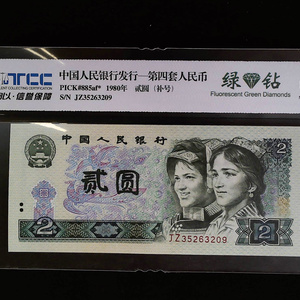 TCC
中国人民银行发行—第四套人民币
绿钻
PICK#885af* 1980年 贰圆（补号）
Fluorescent Green Diamonds
信誉保障
S/N JZ35263209
中国人民银行
2
贰圆
JZ35263209
2
2